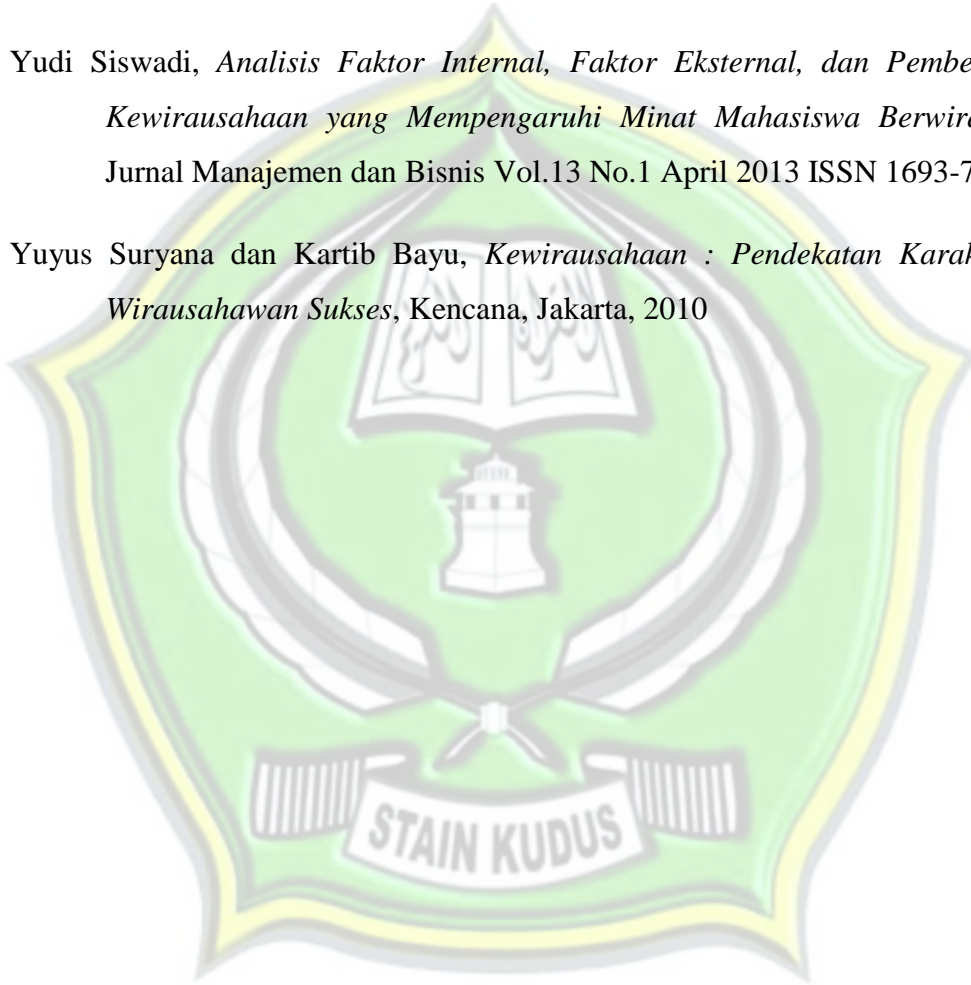 Yudi Siswadi, Analisis Faktor Internal, Faktor Eksternal, dan Pembe
Kewirausahaan yang Mempengaruhi Minat Mahasiswa Berwira
Jurnal Manajemen dan Bisnis Vol.13 No.1 April 2013 ISSN 1693-7
Yuyus Suryana dan Kartib Bayu, Kewirausahaan : Pendekatan Karak
Wirausahawan Sukses, Kencana, Jakarta, 2010
STAIN KUDUS